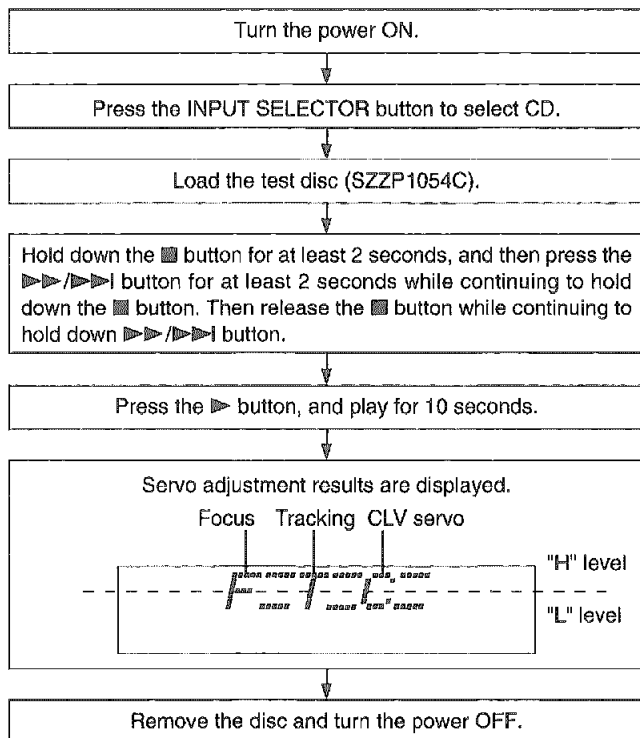 Turn the power ON.
Press the INPUT SELECTOR button to select CD.
Load the test disc (SZZP1054C).
Hold down the ■ button for at least 2 seconds, and then press the
▶▶/▶▶I button for at least 2 seconds while continuing to hold
down the ■ button. Then release the ■ button while continuing to
hold down ▶▶/▶▶I button.
Press the ▶ button, and play for 10 seconds.
Servo adjustment results are displayed.
Focus Tracking CLV servo
"H" level
"L" level
Remove the disc and turn the power OFF.